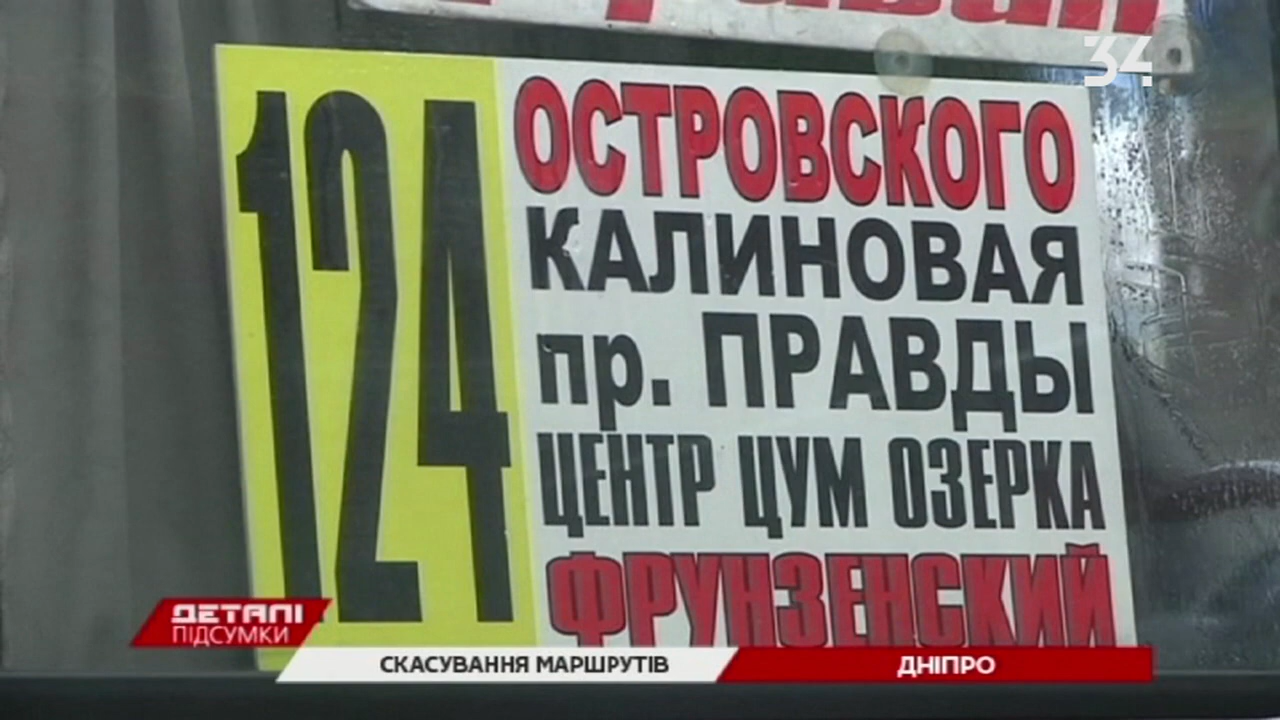 34
124
ОСТРОВСКОГО
КАЛИНОВАЯ
пр. ПРАВДЫ
ЦЕНТР ЦУМ ОЗЕРКА
ФРУНЗЕНСКИЙ
ДЕТАЛІ
ПІДСУМКИ
СКАСУВАННЯ МАРШРУТІВ
ДНІПРО